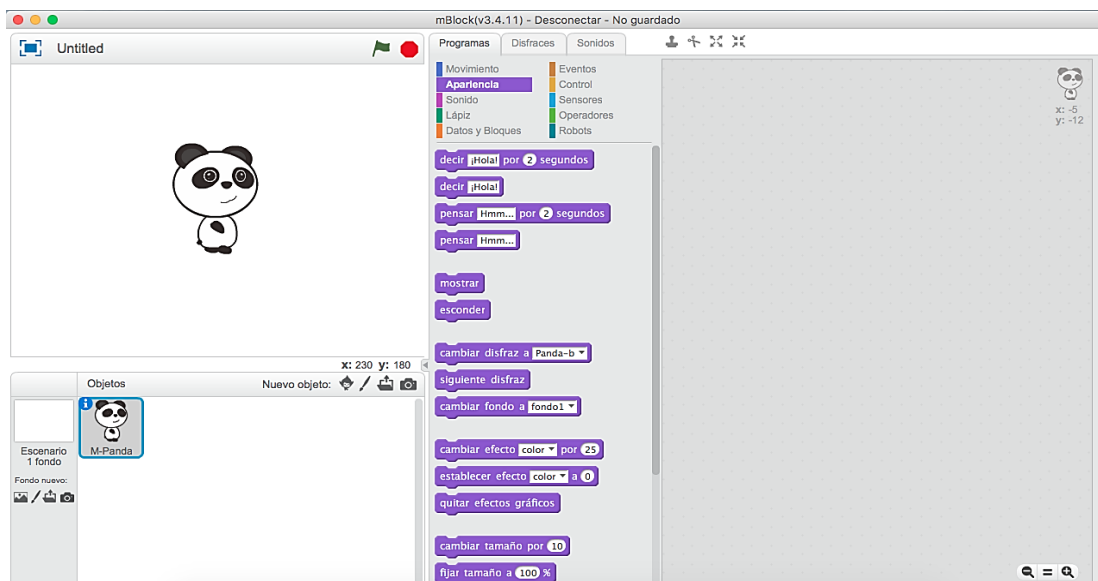 mBlock(v3.4.11) - Desconectar - No guardado
Untitled
Programas Disfraces Sonidos
Movimiento Eventos
Apariencia Control
Sonido Sensores
Lápiz Operadores
Datos y Bloques Robots
x: -5
y: -12
decir ¡Hola! por 2 segundos
decir ¡Hola!
pensar Hmm... por 2 segundos
pensar Hmm...
mostrar
esconder
cambiar disfraz a Panda-b
siguiente disfraz
cambiar fondo a fondo1
cambiar efecto color por 25
establecer efecto color a 0
quitar efectos gráficos
cambiar tamaño por 10
fijar tamaño a 100 %
x: 230 y: 180
Objetos Nuevo objeto:
M-Panda
Escenario
1 fondo
Fondo nuevo: